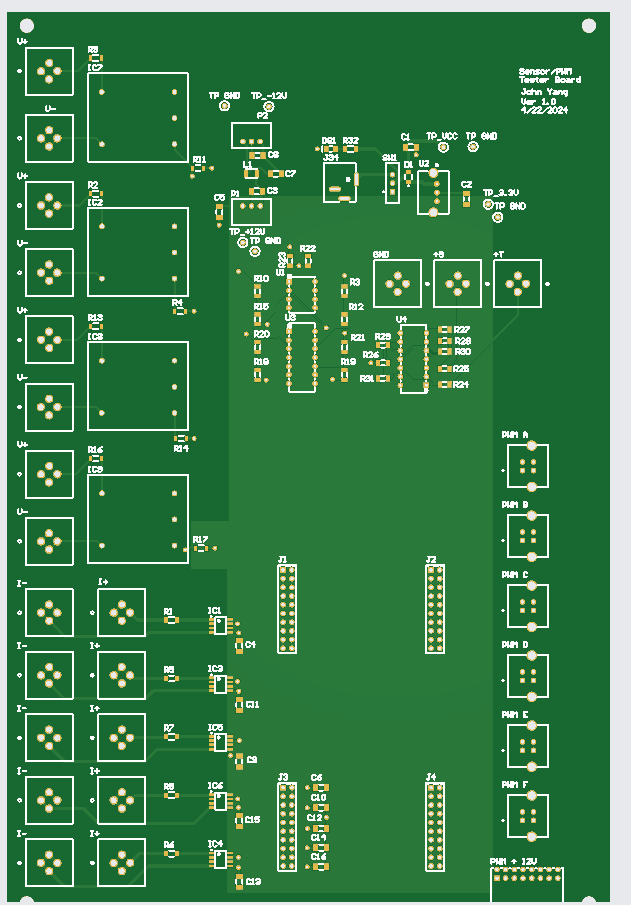 V+
R9
IC7
Sensor/PWM
Tester Board
John Yang
Ver 1.0
4/22/2024
TP GND
TP_-12V
V-
P2
DS1
R32
C1
TP_VCC
TP GND
C8
J34
SW1
R11
L1
C7
D1
U2
V+
R2
IC2
C3
P1
C5
C2
TP_3.3V
TP GND
TP_+12V
V-
TP GND
R23
R22
GND
+S
+T
U1
R10
R3
V+
R13
IC8
R4
R15
R12
U3
U4
R27
R20
R21
R29
R28
R30
R26
V-
R19
R19
R31
R25
R24
V+
R16
R14
IC9
PWM A
V-
PWM B
R17
J1
J2
I-
I+
PWM C
R1
IC1
C4
PWM D
I-
I+
R5
IC3
C11
PWM E
I-
I+
R7
IC5
C9
I-
I+
R8
IC6
J3
C6
J4
C10
PWM F
C15
C12
I-
I+
R6
IC4
C14
C16
PWM + 12V
C13